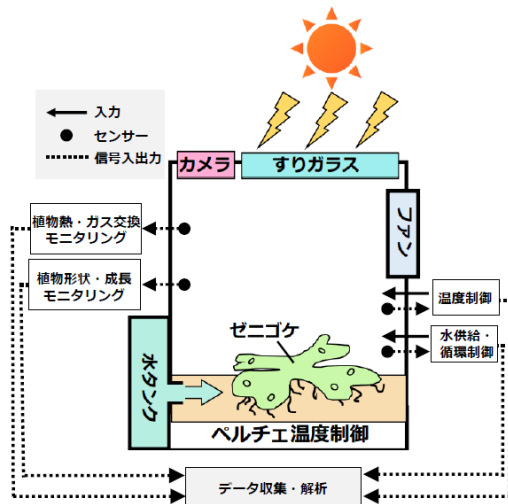 入力
センサー
信号入出力
カメラ
すりガラス
ファン
植物熱・ガス交換
モニタリング
植物形状・成長
モニタリング
温度制御
水供給・
循環制御
ゼニゴケ
水タンク
ペルチェ温度制御
データ収集・解析